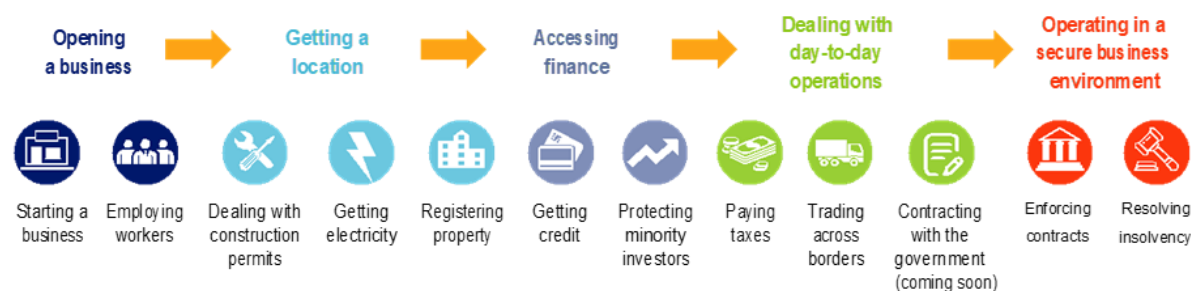 Opening
a business
Getting a
location
Accessing
finance
Dealing with
day-to-day
operations
Operating in a
secure business
environment
Starting a
business
Employing
workers
Dealing with
construction
permits
Getting
electricity
Registering
property
Getting
credit
Protecting
minority
investors
Paying
taxes
Trading
across
borders
Contracting
with the
government
(coming soon)
Enforcing
contracts
Resolving
insolvency